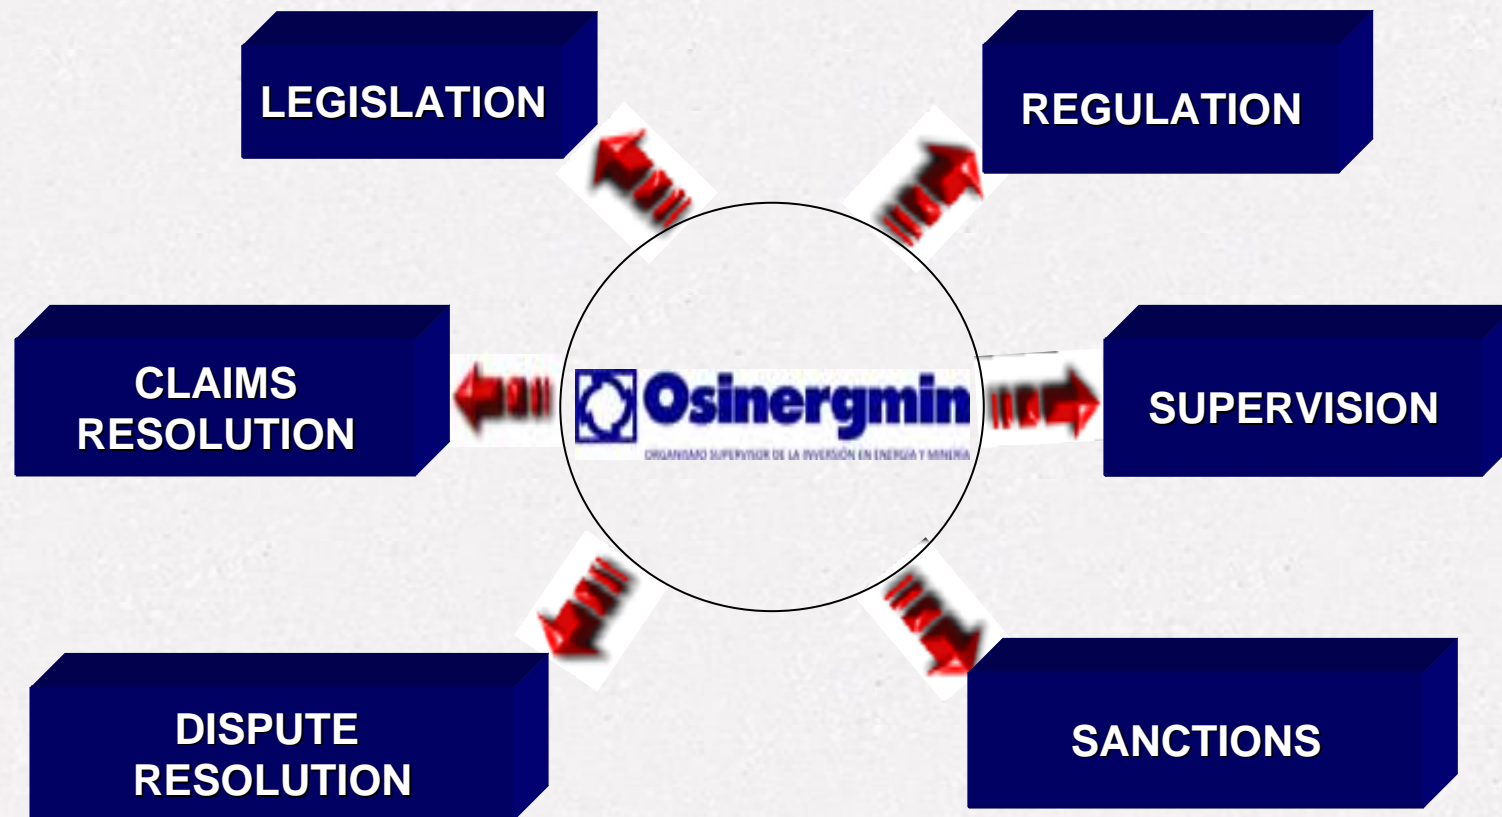 LEGISLATION
REGULATION
CLAIMS
RESOLUTION
Osinergmin
ORGANISMO SUPERVISOR DE LA INVERSIÓN EN ENERGÍA Y MINERÍA
SUPERVISION
DISPUTE
RESOLUTION
SANCTIONS